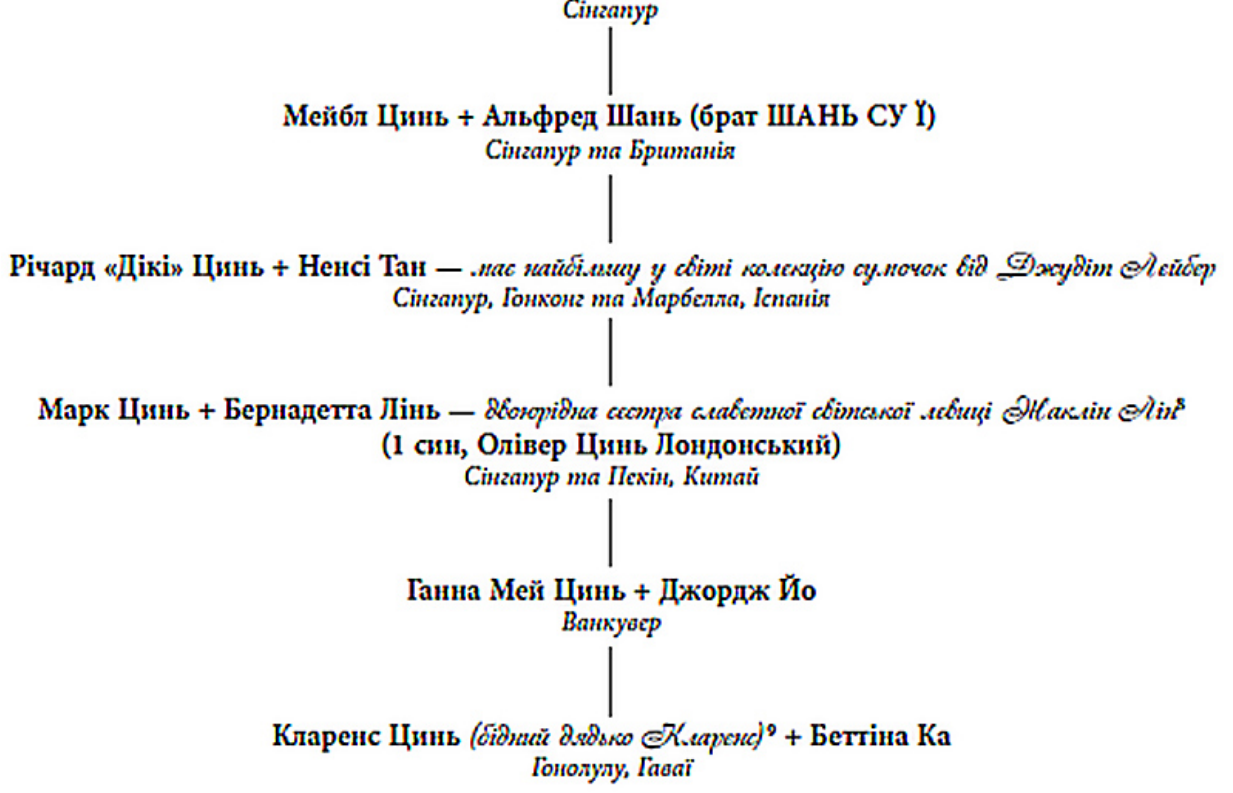 Сінгапур
Мейбл Цинь + Альфред Шань (брат ШАНЬ СУ Ї)
Сінгапур та Британія
Річард «Дікі» Цинь + Ненсі Тан — має найбільшу у світі колекцію сумочок від Джудіт Лейбер
Сінгапур, Гонконг та Марбелла, Іспанія
Марк Цинь + Бернадетта Лінь — двоюрідна сестра славетної світської левиці Жаклін Лін⁸
(1 син, Олівер Цинь Лондонський)
Сінгапур та Пекін, Китай
Ганна Мей Цинь + Джордж Йо
Ванкувер
Кларенс Цинь (бідний дядько Кларенс)⁹ + Беттіна Ка
Гонолулу, Гаваї